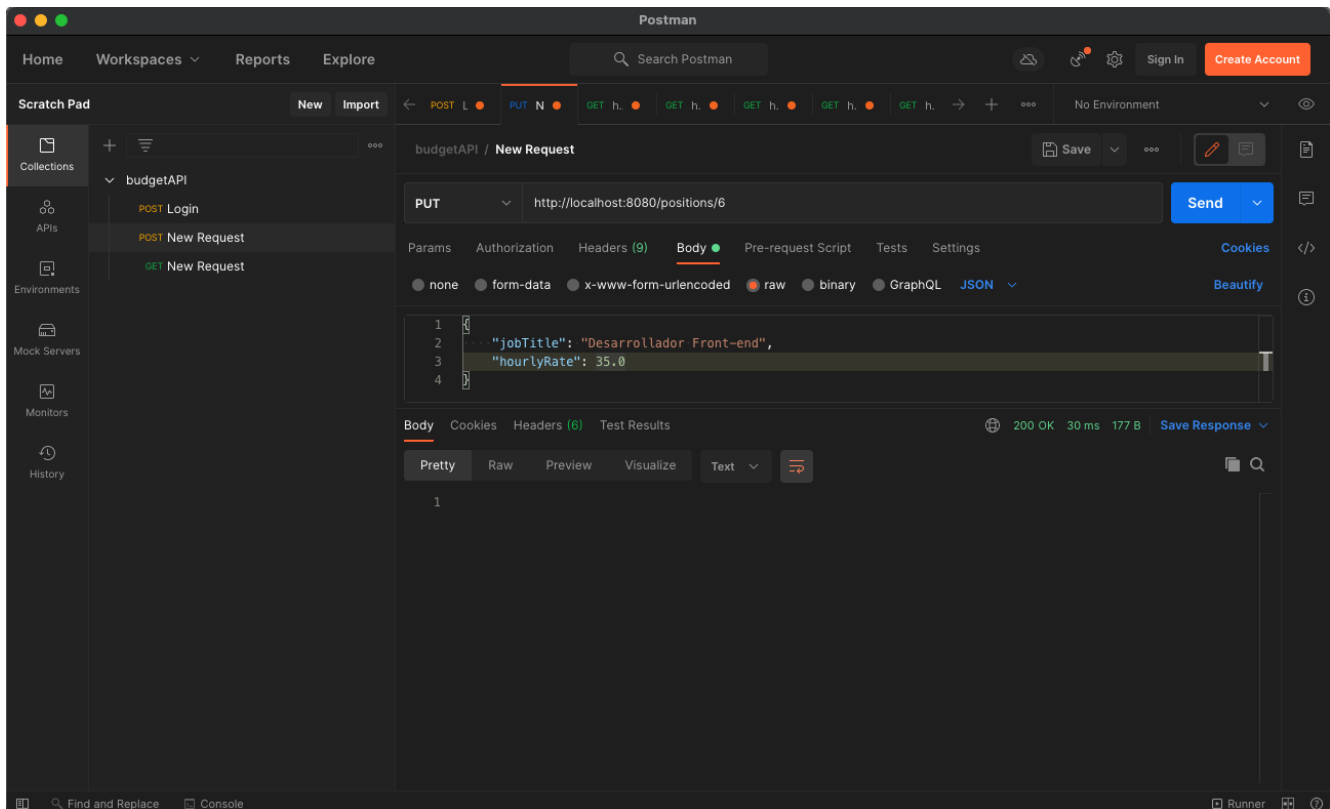 Postman
Home Workspaces Reports Explore Search Postman Sign In Create Account
Scratch Pad New Import POST L PUT N GET h. GET h. GET h. GET h. GET h. No Environment
Collections
APIs
Environments
Mock Servers
Monitors
History
budgetAPI
POST Login
POST New Request
GET New Request
budgetAPI / New Request Save
PUT http://localhost:8080/positions/6 Send
Params Authorization Headers (9) Body Pre-request Script Tests Settings Cookies
none form-data x-www-form-urlencoded raw binary GraphQL JSON Beautify
1 {
2 "jobTitle": "Desarrollador Front-end",
3 "hourlyRate": 35.0
4 }
Body Cookies Headers (6) Test Results 200 OK 30 ms 177 B Save Response
Pretty Raw Preview Visualize Text
1
Find and Replace Console Runner